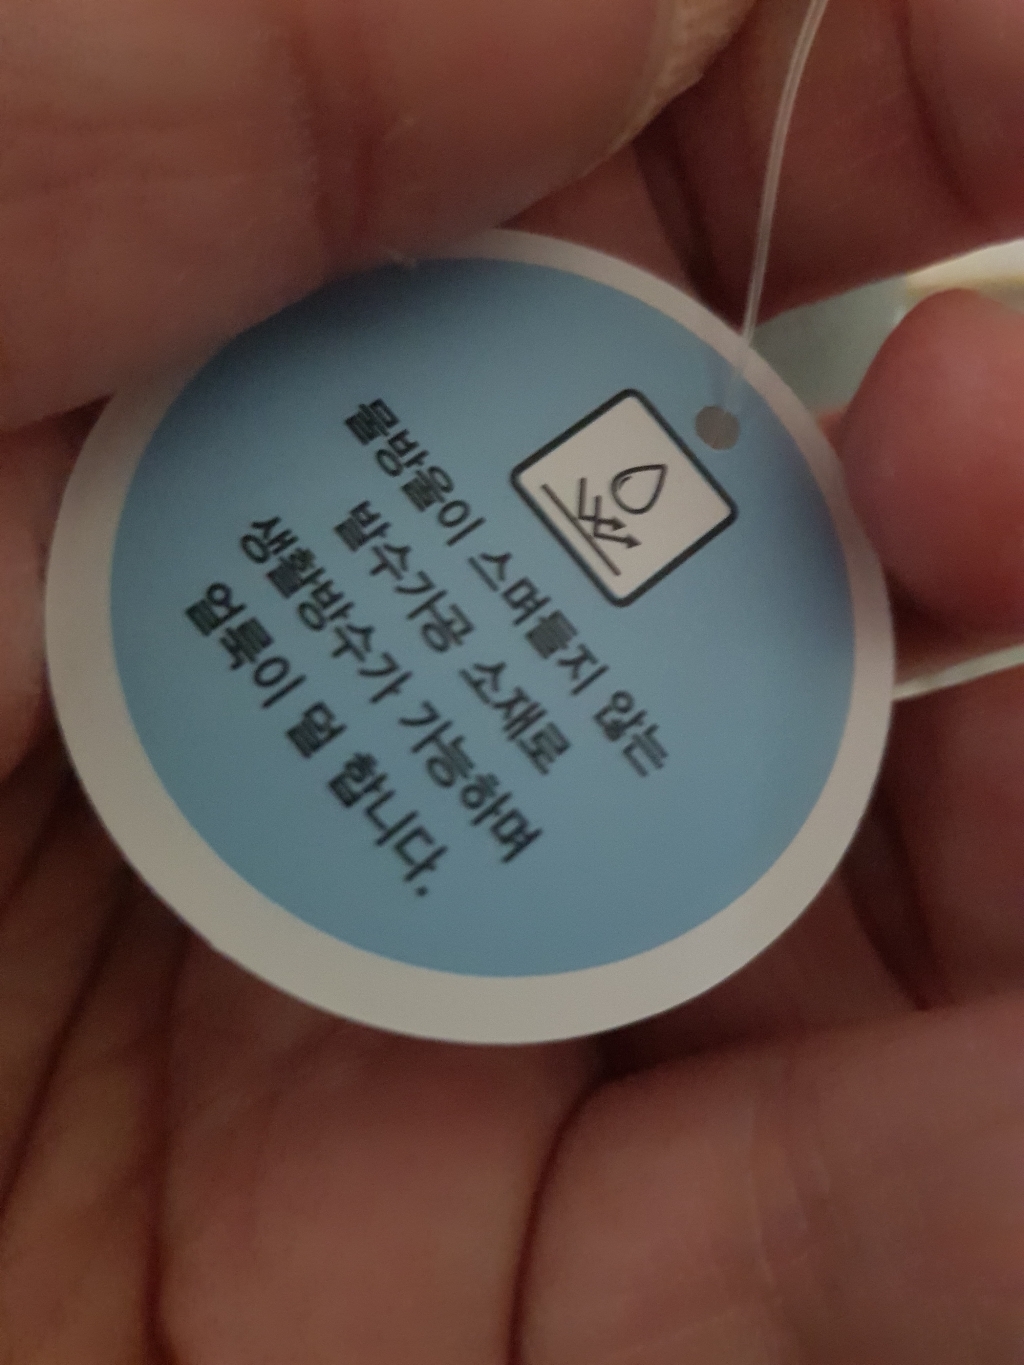 물방울이 스며들지 않는
발수가공 소재로
생활방수가 가능하며
얼룩이 덜 합니다.